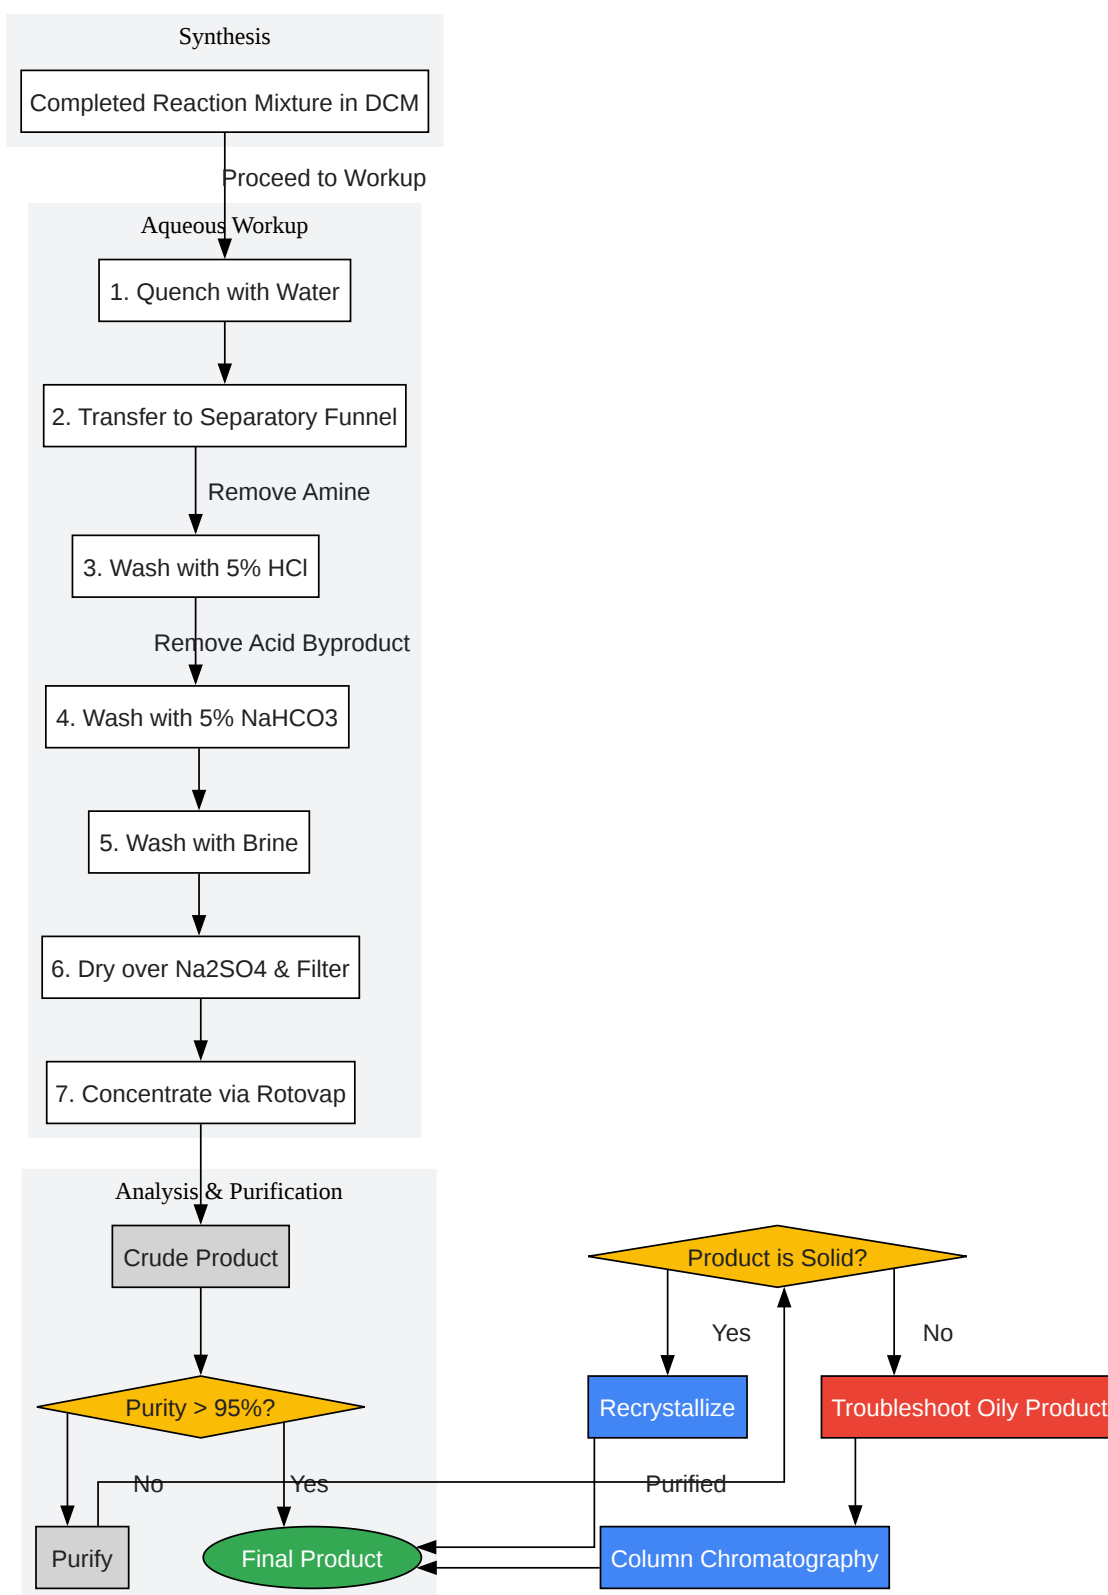 Synthesis
Completed Reaction Mixture in DCM
Proceed to Workup
Aqueous Workup
1. Quench with Water
2. Transfer to Separatory Funnel
Remove Amine
3. Wash with 5% HCl
Remove Acid Byproduct
4. Wash with 5% NaHCO3
5. Wash with Brine
6. Dry over Na2SO4 & Filter
7. Concentrate via Rotovap
Analysis & Purification
Crude Product
Product is Solid?
Yes
No
Purity > 95%?
Recrystallize
Troubleshoot Oily Product
No
Yes
Purified
Purify
Final Product
Column Chromatography